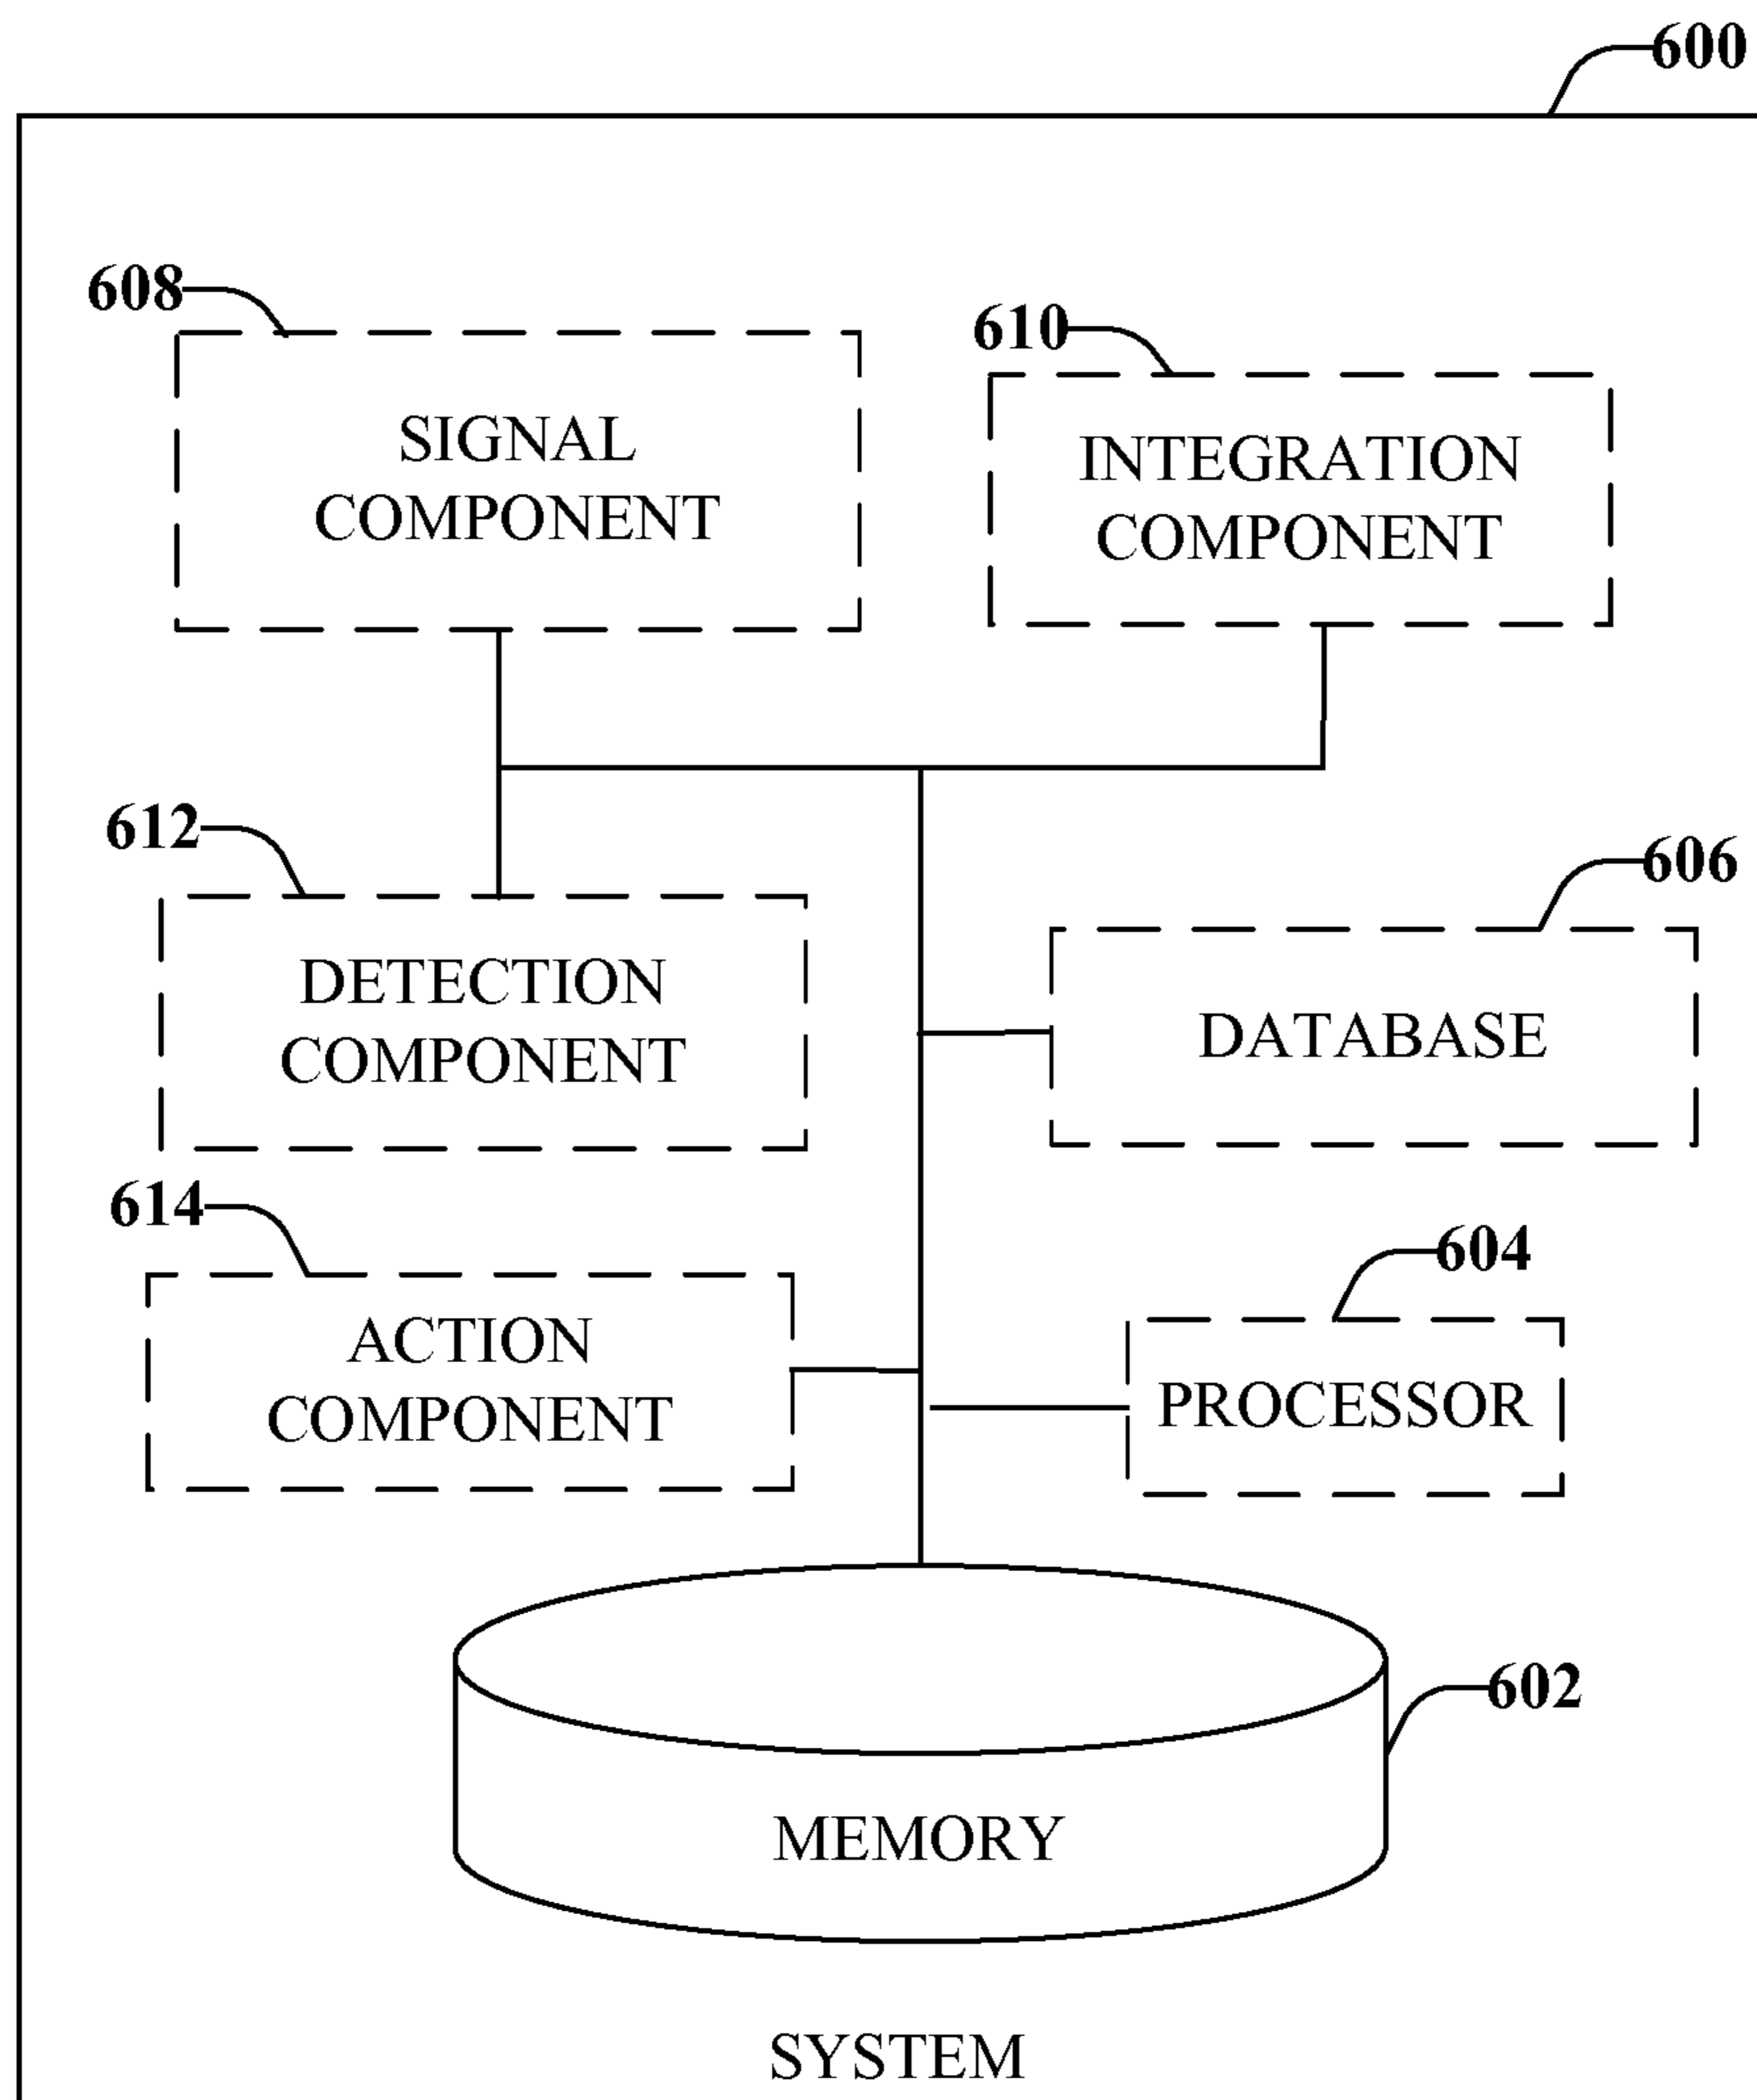 600
608
SIGNAL
COMPONENT
610
INTEGRATION
COMPONENT
612
DETECTION
COMPONENT
606
DATABASE
614
ACTION
COMPONENT
604
PROCESSOR
602
MEMORY
SYSTEM